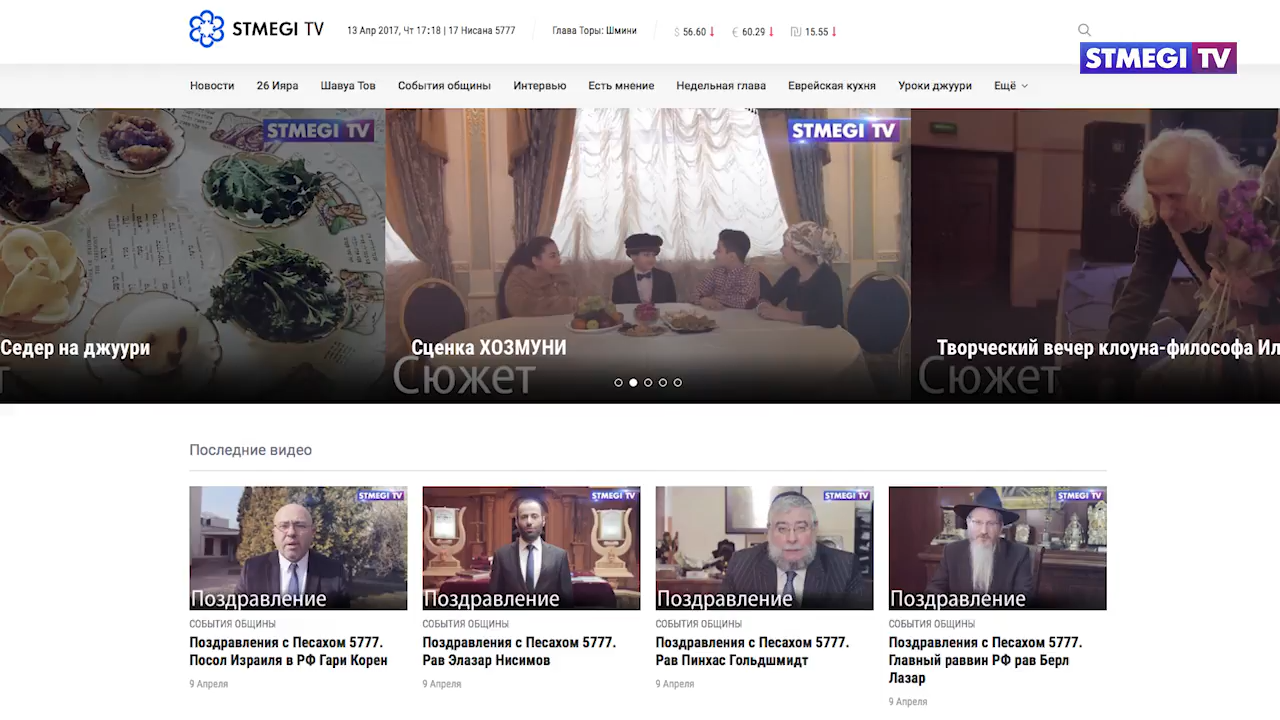 STMEGI TV
13 Апр 2017, Чт 17:18 | 17 Нисана 5777
Глава Торы: Шмини
$ 56.60 ↓
€ 60.29 ↓
₪ 15.55 ↓
STMEGI TV
Новости
26 Ияра
Шавуа Тов
События общины
Интервью
Есть мнение
Недельная глава
Еврейская кухня
Уроки джуури
Ещё
STMEGI TV
STMEGI TV
Седер на джуури
Сценка ХОЗМУНИ
Творческий вечер клоуна-философа Ил
т
Сюжет
Сюжет
Последние видео
STMEGI TV
STMEGI TV
STMEGI TV
STMEGI TV
Поздравление
Поздравление
Поздравление
Поздравление
СОБЫТИЯ ОБЩИНЫ
Поздравления с Песахом 5777.
Посол Израиля в РФ Гари Корен
9 Апреля
СОБЫТИЯ ОБЩИНЫ
Поздравления с Песахом 5777.
Рав Элазар Нисимов
9 Апреля
СОБЫТИЯ ОБЩИНЫ
Поздравления с Песахом 5777.
Рав Пинхас Гольдшмидт
9 Апреля
СОБЫТИЯ ОБЩИНЫ
Поздравления с Песахом 5777.
Главный раввин РФ рав Берл
Лазар
9 Апреля